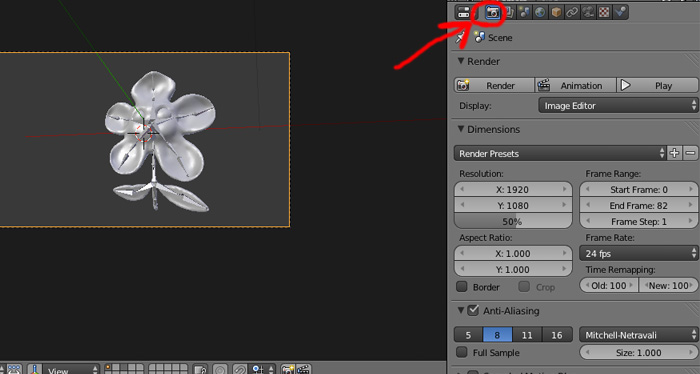 Scene
Render
Render Animation Play
Display: Image Editor
Dimensions
Render Presets
Resolution: Frame Range:
X: 1920 Start Frame: 0
Y: 1080 End Frame: 82
50% Frame Step: 1
Aspect Ratio: Frame Rate:
X: 1.000 24 fps
Y: 1.000 Time Remapping:
Border Crop Old: 100 New: 100
Anti-Aliasing
5 8 11 16 Mitchell-Netravali
Full Sample Size: 1.000
View